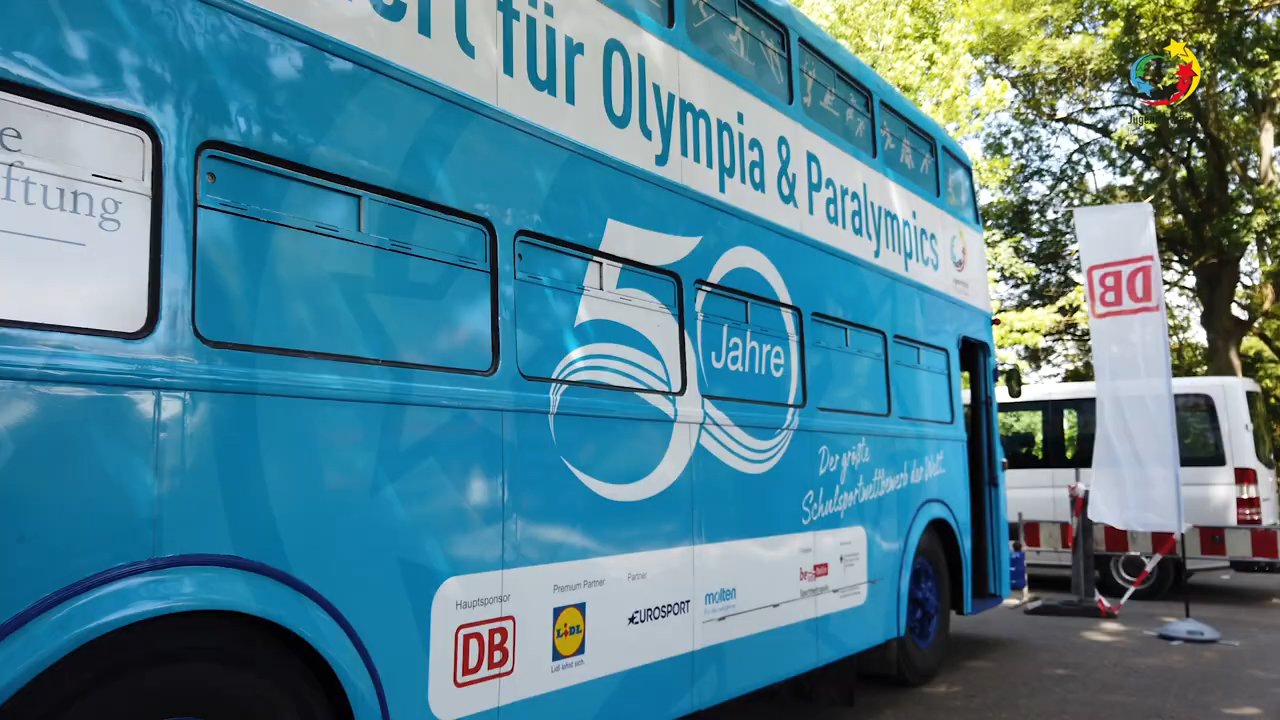 für Olympia & Paralympics
ftung
50
Jahre
Der größte
Schulsportwettbewerb der Welt.
Hauptsponsor
DB
Premium Partner
LIDL
Lidl lohnt sich.
Partner
EUROSPORT
molten
DB